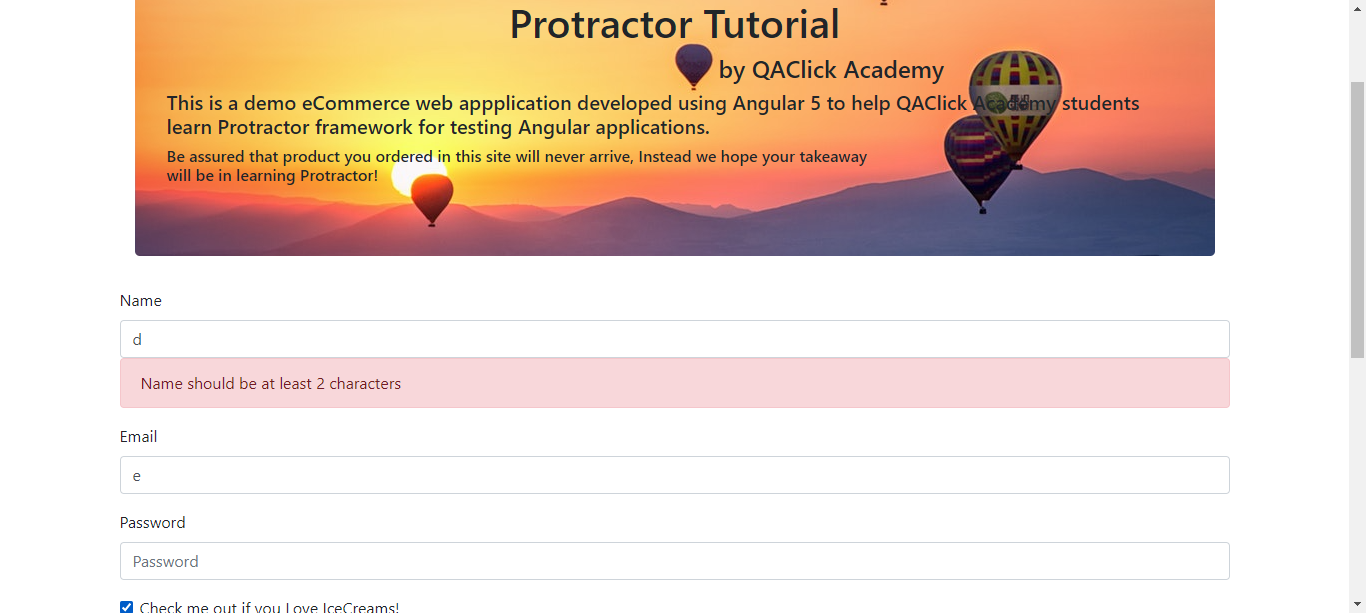 Protractor Tutorial
by QAClick Academy
This is a demo eCommerce web appplication developed using Angular 5 to help QAClick Academy students
learn Protractor framework for testing Angular applications.
Be assured that product you ordered in this site will never arrive, Instead we hope your takeaway
will be in learning Protractor!
Name
d
Name should be at least 2 characters
Email
e
Password
Password
Check me out if you Love IceCreams!